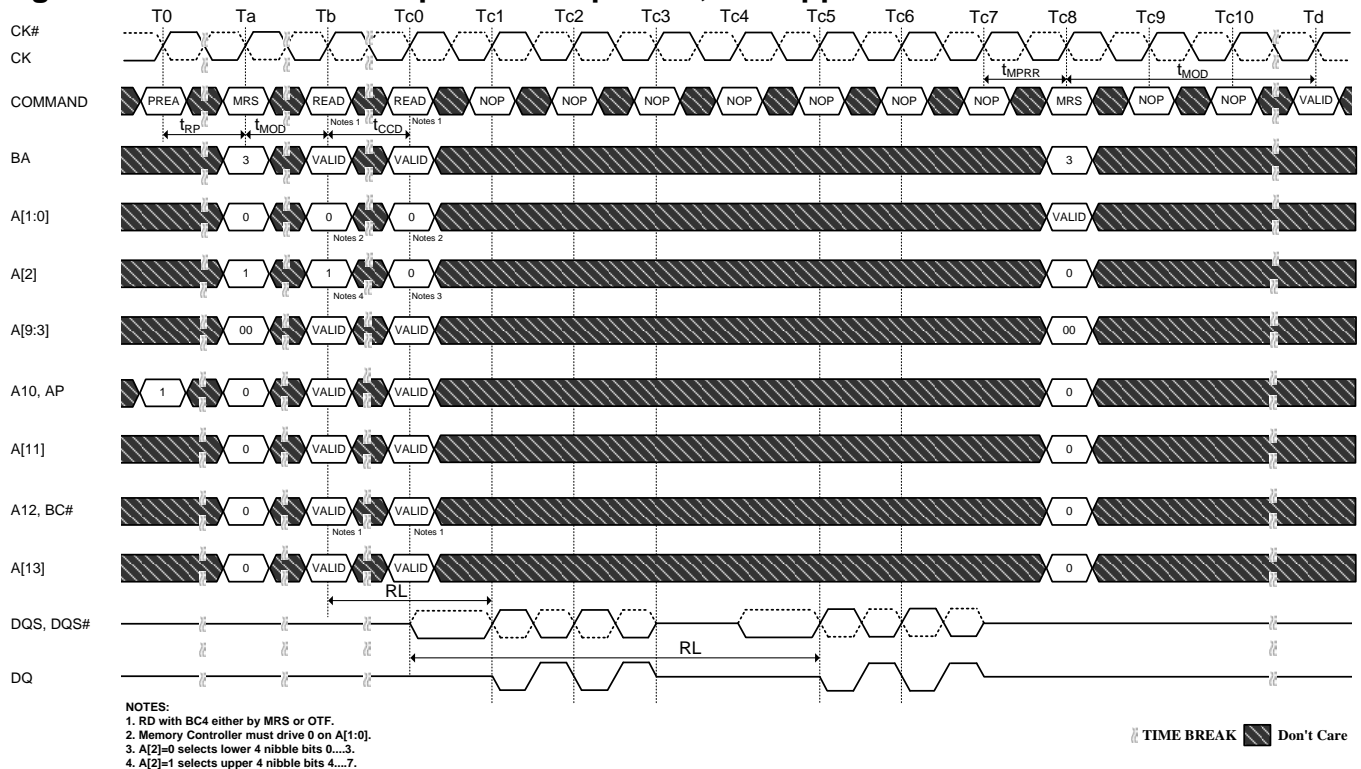 T0 Ta Tb Tc0 Tc1 Tc2 Tc3 Tc4 Tc5 Tc6 Tc7 Tc8 Tc9 Tc10 Td
CK#
CK
tMPRR tMOD
COMMAND PREA MRS READ READ NOP NOP NOP NOP NOP NOP NOP MRS NOP NOP VALID
Notes 1 Notes 1
tRP tMOD tCCD
BA 3 VALID VALID 3
A[1:0] 0 0 0 VALID
Notes 2 Notes 2
A[2] 1 1 0 0
Notes 4 Notes 3
A[9:3] 00 VALID VALID 00
A10, AP 1 0 VALID VALID 0
A[11] 0 VALID VALID 0
A12, BC# 0 VALID VALID 0
Notes 1 Notes 1
A[13] 0 VALID VALID 0
RL
DQS, DQS#
RL
DQ
NOTES:
1. RD with BC4 either by MRS or OTF.
2. Memory Controller must drive 0 on A[1:0].
3. A[2]=0 selects lower 4 nibble bits 0....3.
4. A[2]=1 selects upper 4 nibble bits 4....7.
TIME BREAK Don't Care